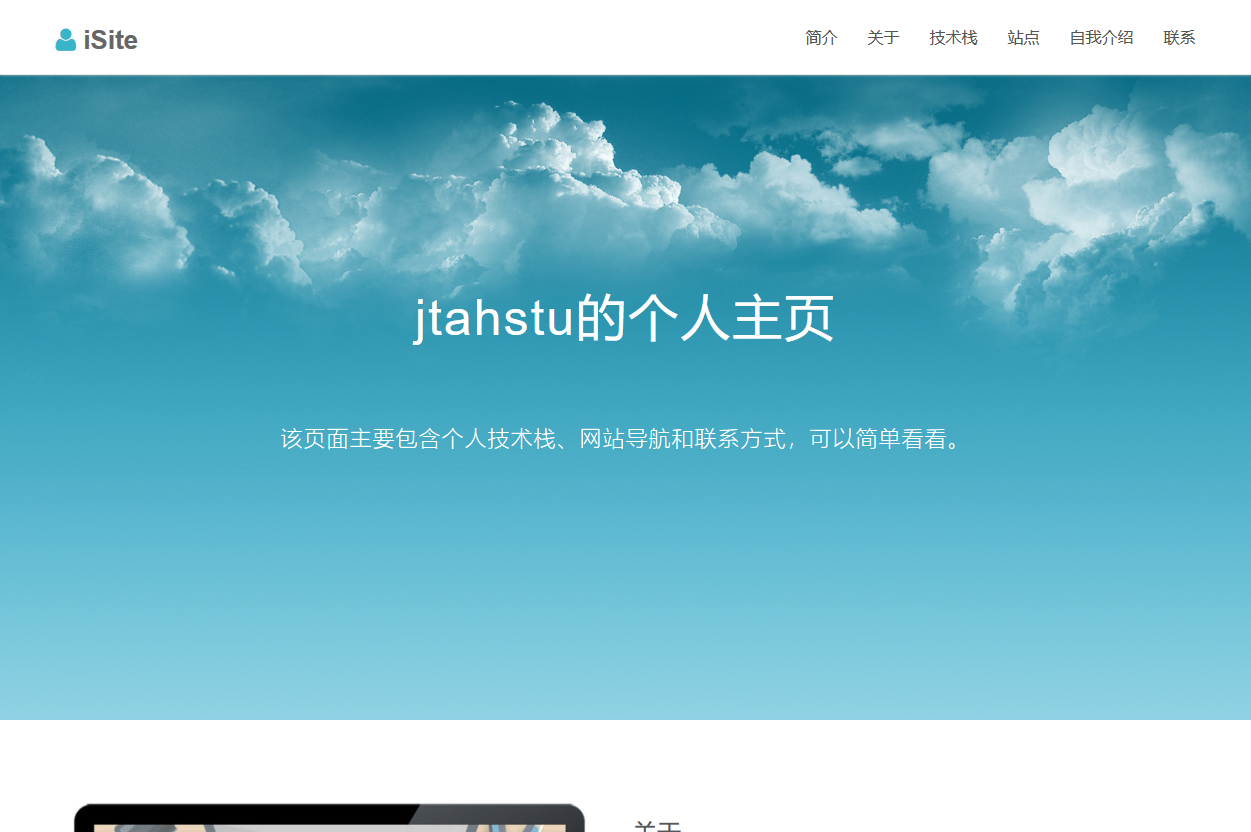 iSite
简介 关于 技术栈 站点 自我介绍 联系
jtahstu的个人主页
该页面主要包含个人技术栈、网站导航和联系方式，可以简单看看。
关于